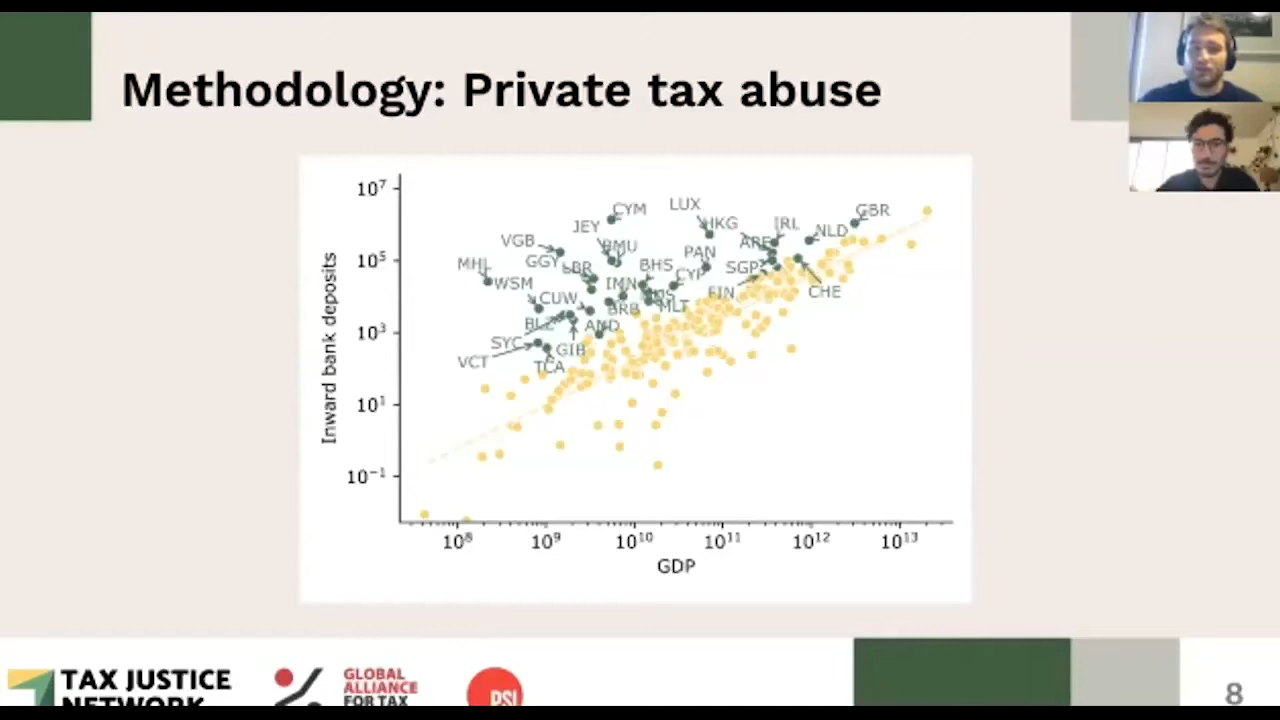 Methodology: Private tax abuse
10⁷
10⁵
10³
10¹
10⁻¹
Inward bank deposits
LUX
CYM
GBR
JEY
HKG
IRL
NLD
VGB
BMU
ARE
PAN
GGY
LBR
BHS
SGP
MHL
CYP
WSM
IMN
FIN
CHE
CUW
BRB
MLT
BLZ
AND
SYC
GIB
VCT
TCA
10⁸
10⁹
10¹⁰
10¹¹
10¹²
10¹³
GDP
TAX JUSTICE
NETWORK
GLOBAL
ALLIANCE
FOR TAX
PSI
8